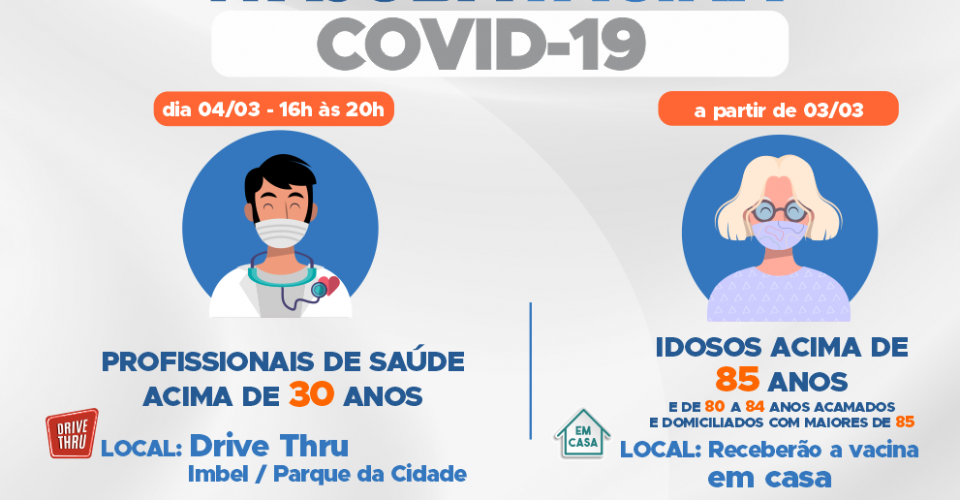 COVID-19
dia 04/03 - 16h às 20h
PROFISSIONAIS DE SAÚDE
ACIMA DE 30 ANOS
DRIVE
THRU
LOCAL: Drive Thru
Imbel / Parque da Cidade
a partir de 03/03
IDOSOS ACIMA DE
85 ANOS
E DE 80 A 84 ANOS ACAMADOS
E DOMICILIADOS COM MAIORES DE 85
EM
CASA
LOCAL: Receberão a vacina
em casa